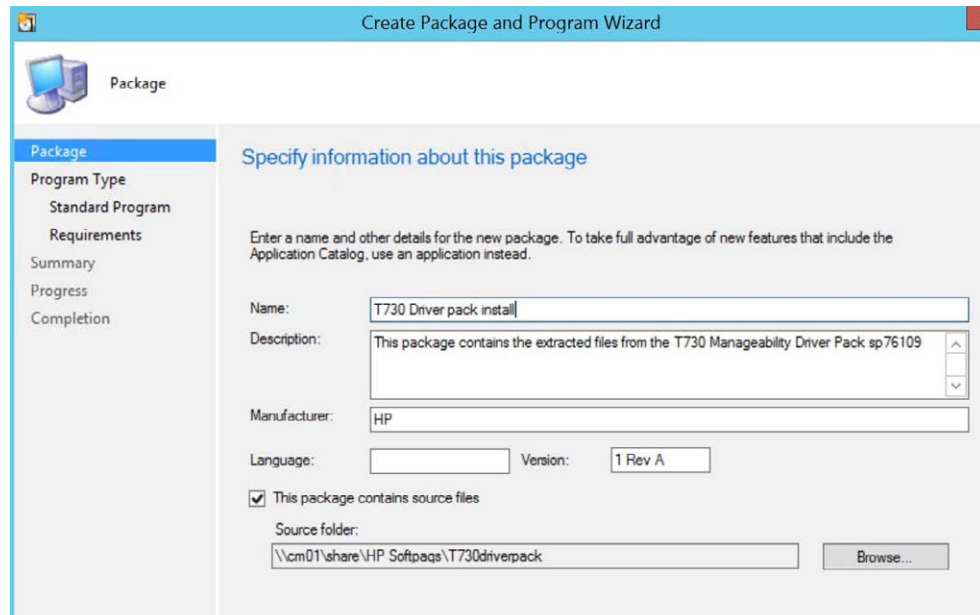 Create Package and Program Wizard
Package
Package
Program Type
Standard Program
Requirements
Summary
Progress
Completion
Specify information about this package
Enter a name and other details for the new package. To take full advantage of new features that include the
Application Catalog, use an application instead.
Name: T730 Driver pack install
Description: This package contains the extracted files from the T730 Manageability Driver Pack sp76109
Manufacturer: HP
Language: Version: 1 Rev A
This package contains source files
Source folder:
\\cm01\share\HP Softpaqs\T730driverpack Browse...